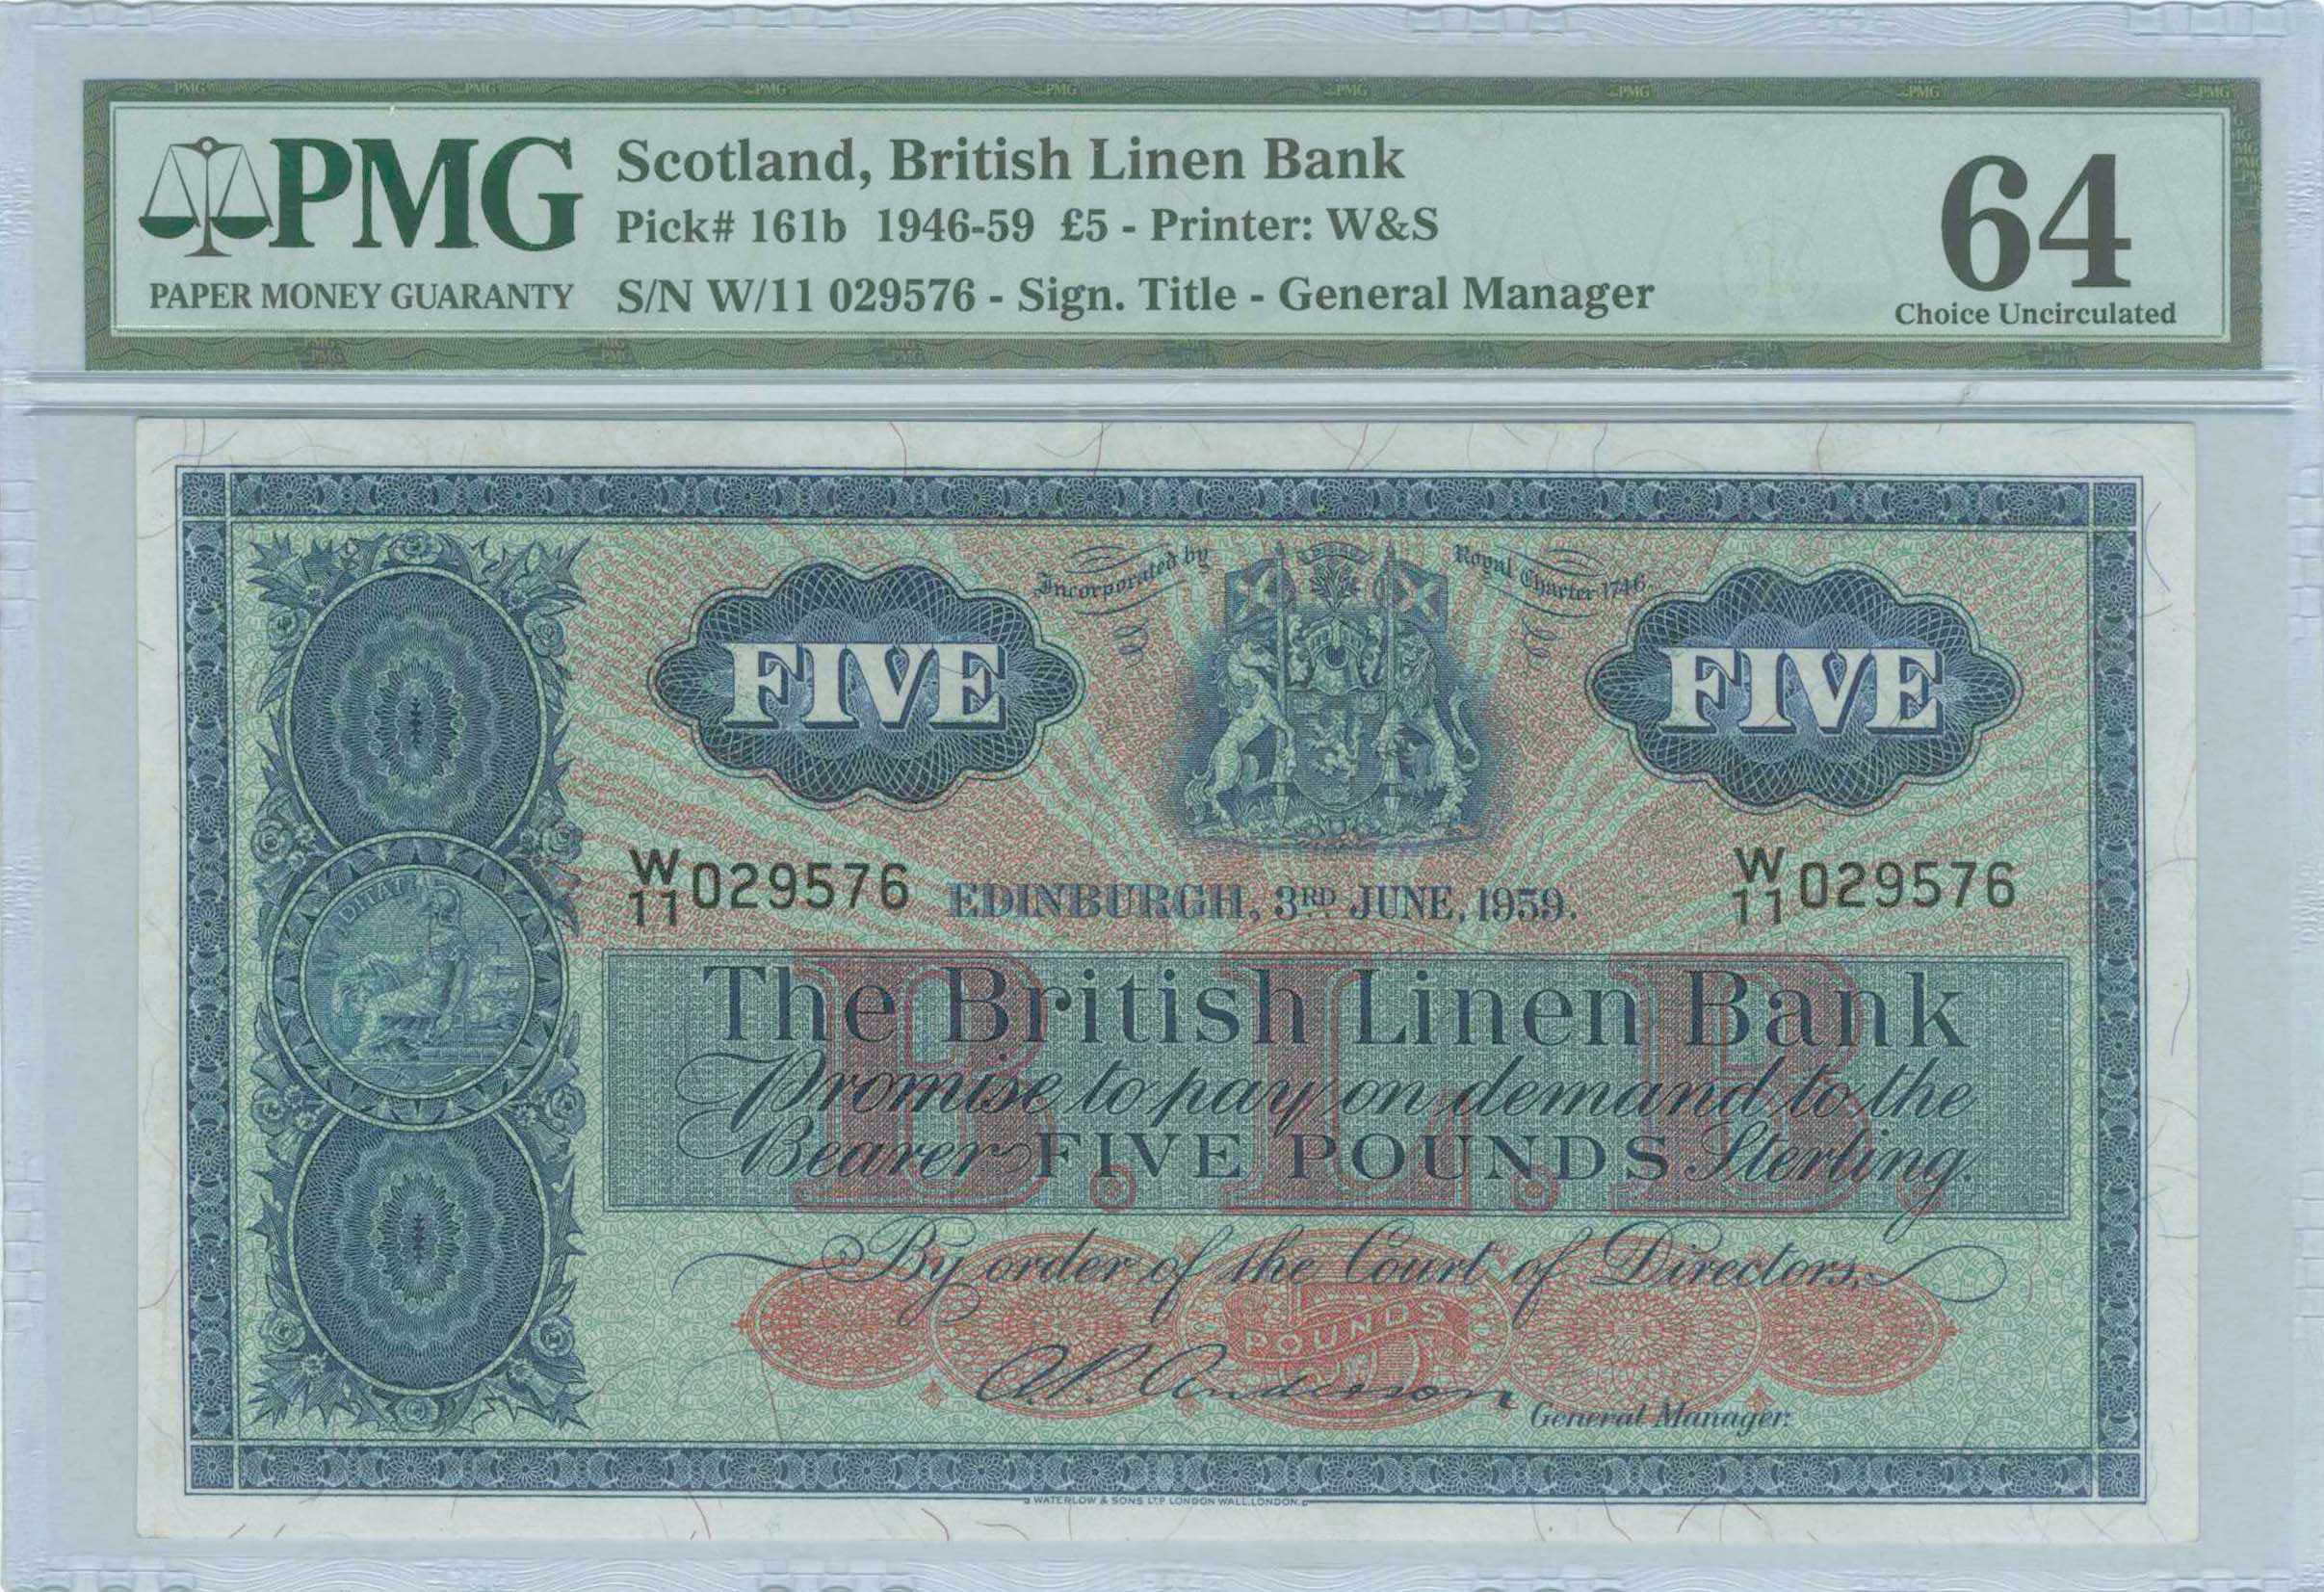 PMG
PAPER MONEY GUARANTY
Scotland, British Linen Bank
Pick# 161b 1946-59 £5 - Printer: W&S
S/N W/11 029576 - Sign. Title - General Manager
64
Choice Uncirculated
Incorporated by Royal Charter 1746
FIVE FIVE
W/11 029576 EDINBURGH, 3RD JUNE, 1959. W/11 029576
B.L.B.
The British Linen Bank
Promise to pay on demand to the
Bearer FIVE POUNDS Sterling.
By order of the Court of Directors,
5
POUNDS
A.P. Anderson
General Manager.
WATERLOW & SONS LTD LONDON WALL, LONDON.